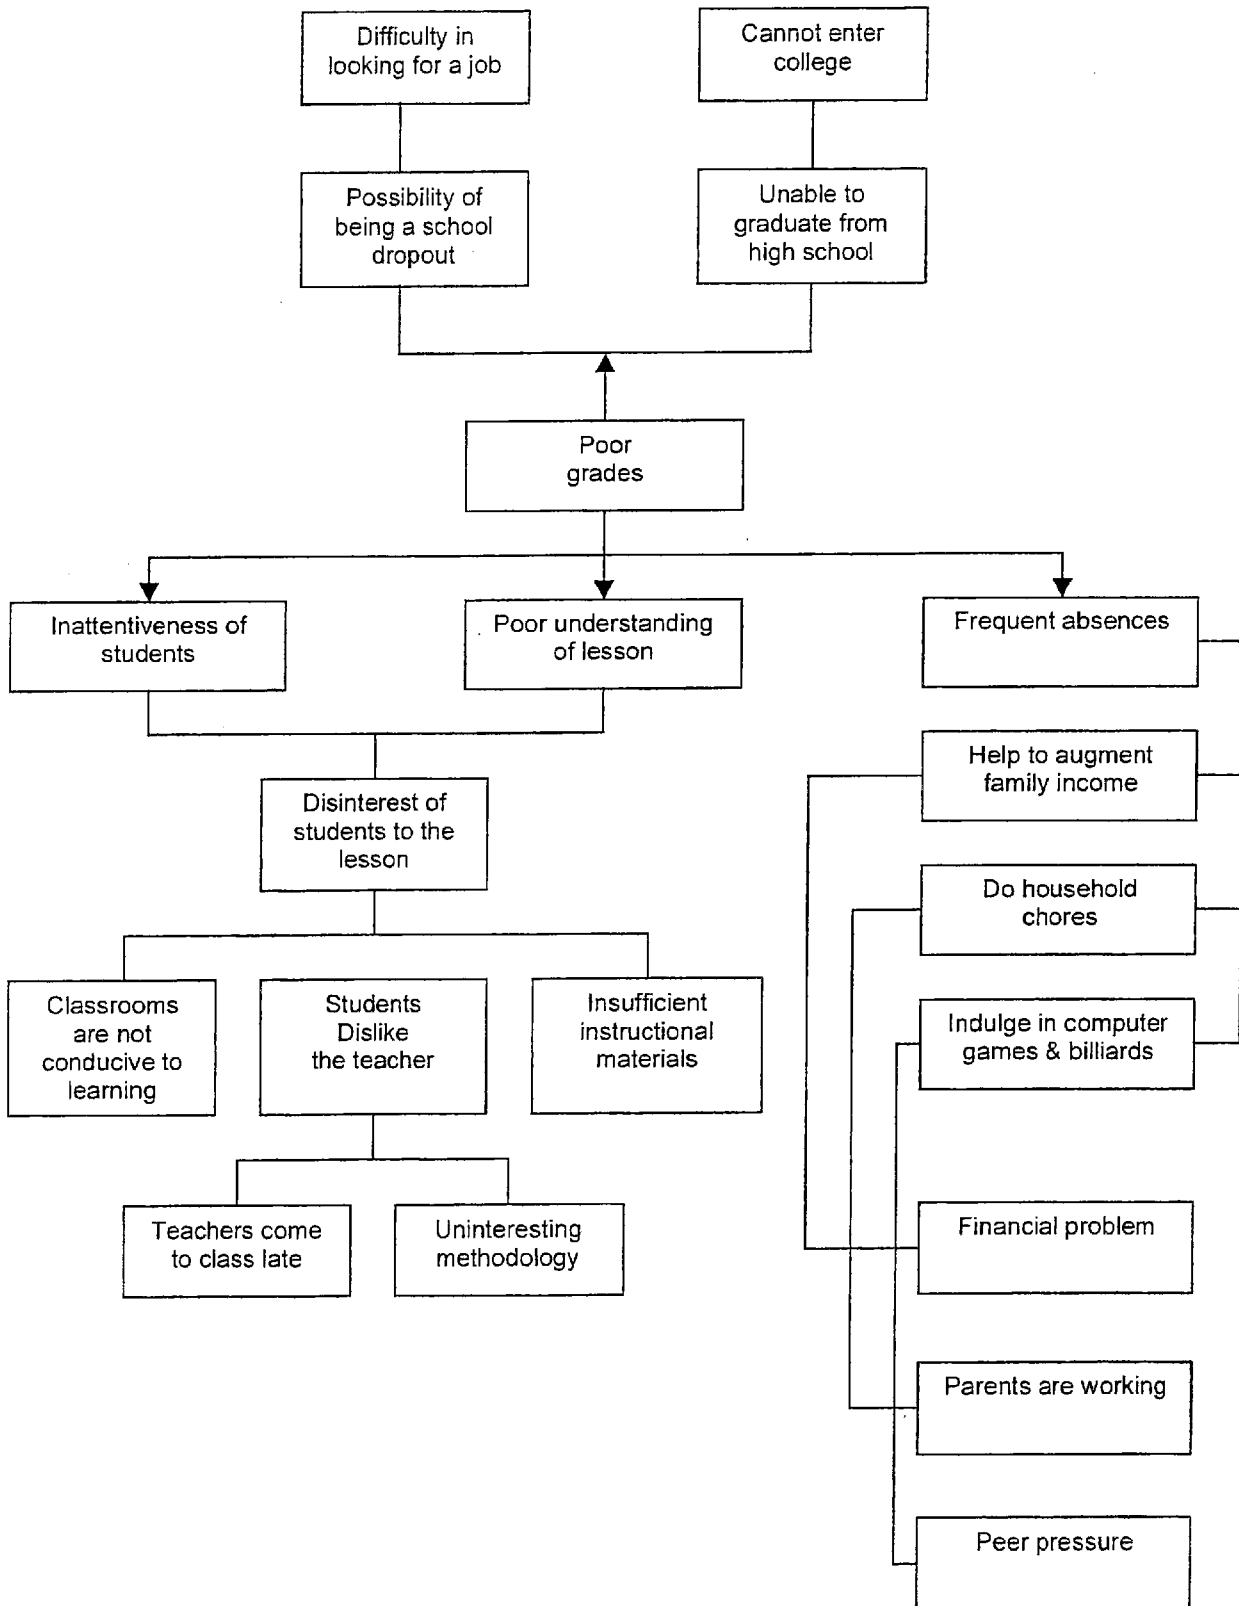 Difficulty in
looking for a job
Cannot enter
college
Possibility of
being a school
dropout
Unable to
graduate from
high school
Poor
grades
Inattentiveness of
students
Poor understanding
of lesson
Frequent absences
Help to augment
family income
Disinterest of
students to the
lesson
Do household
chores
Classrooms
are not
conducive to
learning
Students
Dislike
the teacher
Insufficient
instructional
materials
Indulge in computer
games & billiards
Teachers come
to class late
Uninteresting
methodology
Financial problem
Parents are working
Peer pressure